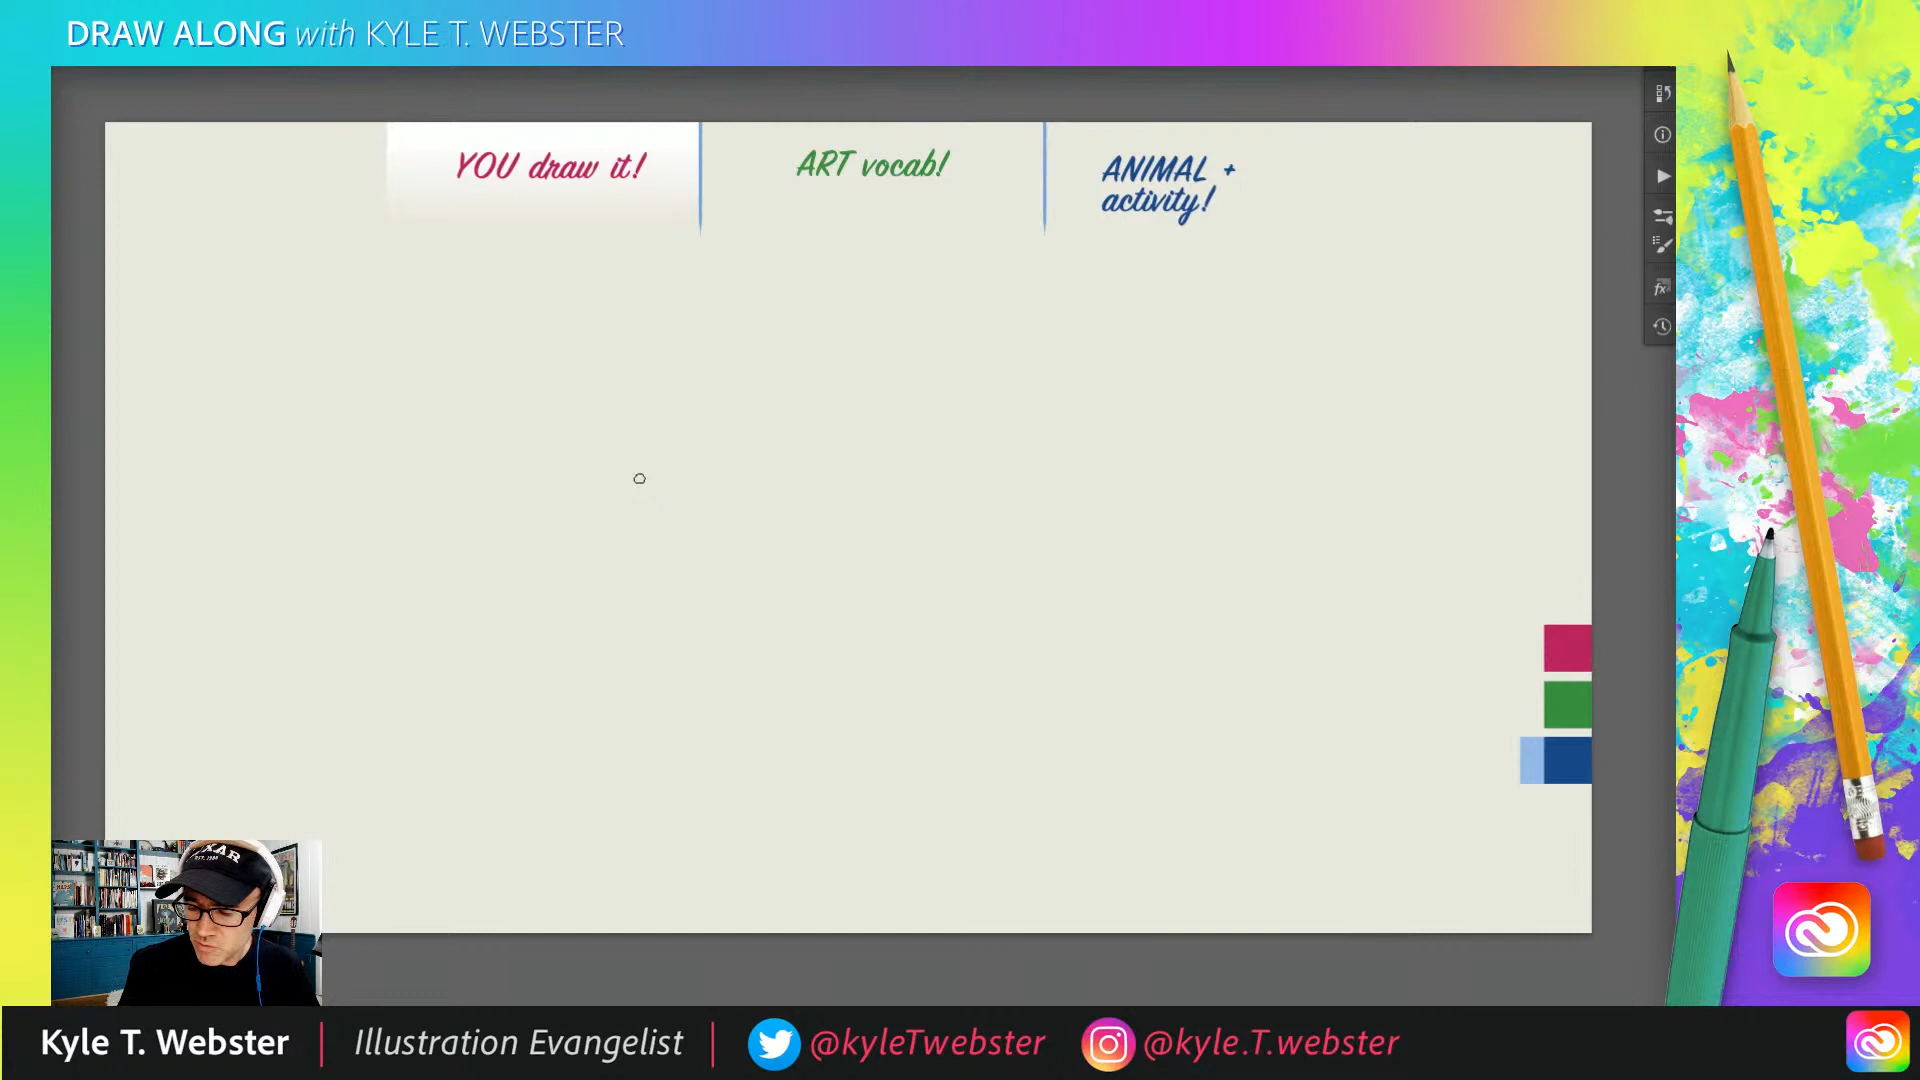 DRAW ALONG with KYLE T. WEBSTER
YOU draw it!
ART vocab!
ANIMAL +
activity!
fx
Kyle T. Webster | Illustration Evangelist | @kyleTwebster @kyle.T.webster